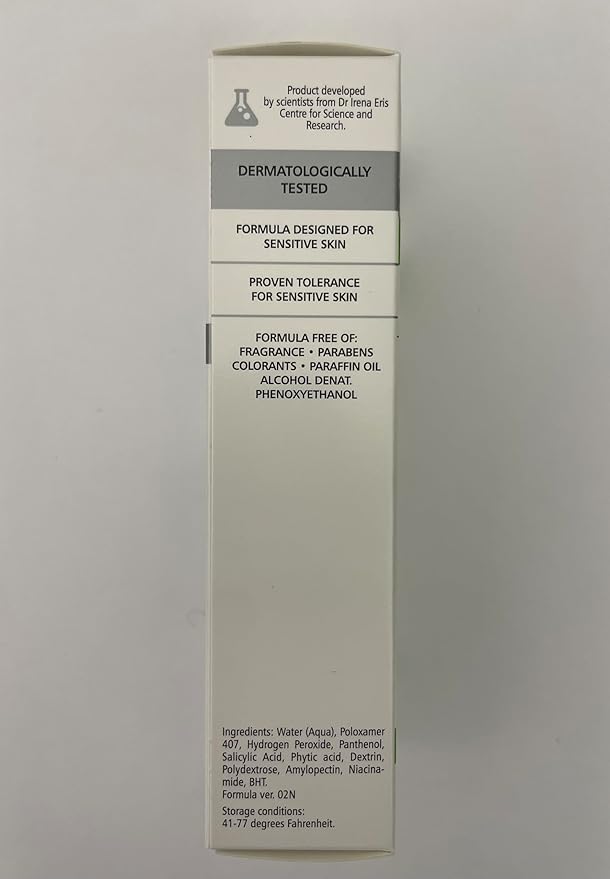 Product developed
by scientists from Dr Irena Eris
Centre for Science and
Research.
DERMATOLOGICALLY
TESTED
FORMULA DESIGNED FOR
SENSITIVE SKIN
PROVEN TOLERANCE
FOR SENSITIVE SKIN
FORMULA FREE OF:
FRAGRANCE • PARABENS
COLORANTS • PARAFFIN OIL
ALCOHOL DENAT.
PHENOXYETHANOL
Ingredients: Water (Aqua), Poloxamer
407, Hydrogen Peroxide, Panthenol,
Salicylic Acid, Phytic acid, Dextrin,
Polydextrose, Amylopectin, Niacina-
mide, BHT.
Formula ver. 02N
Storage conditions:
41-77 degrees Fahrenheit.